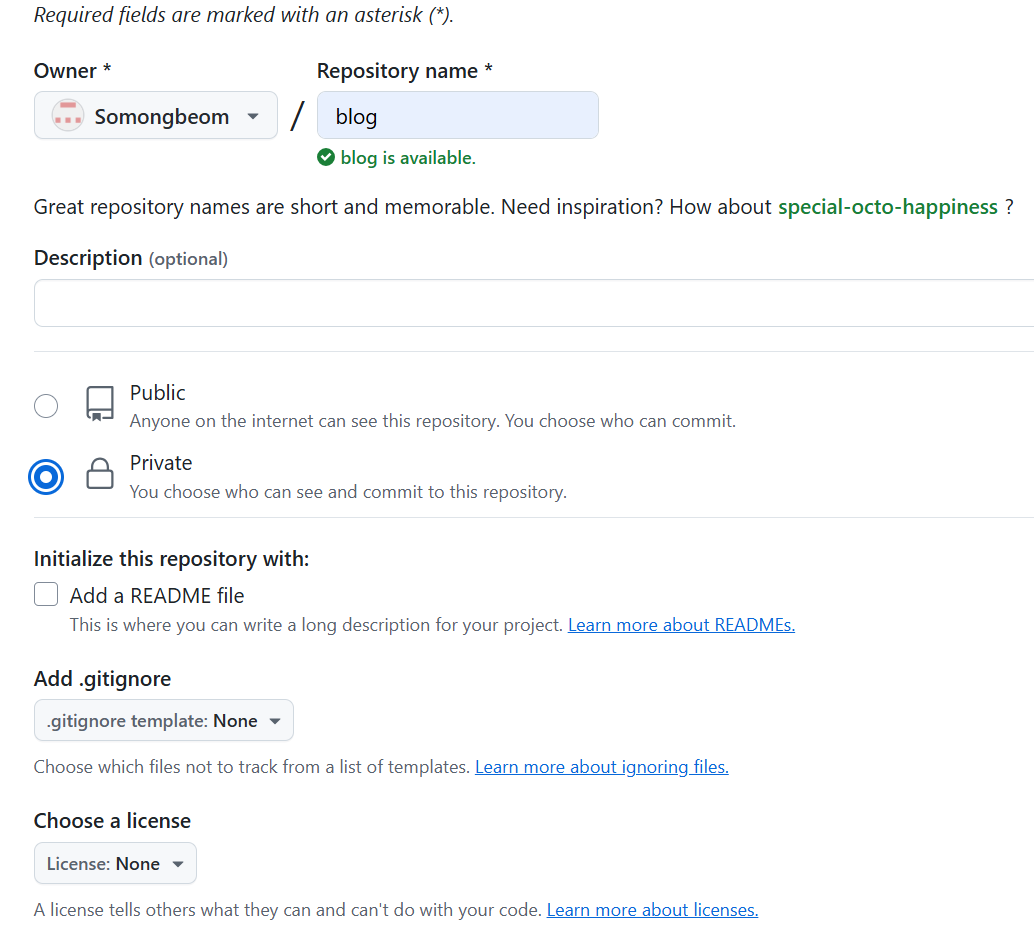 Required fields are marked with an asterisk (*).
Owner * Repository name *
Somongbeom / blog
blog is available.
Great repository names are short and memorable. Need inspiration? How about special-octo-happiness ?
Description (optional)
Public
Anyone on the internet can see this repository. You choose who can commit.
Private
You choose who can see and commit to this repository.
Initialize this repository with:
Add a README file
This is where you can write a long description for your project. Learn more about READMEs.
Add .gitignore
.gitignore template: None
Choose which files not to track from a list of templates. Learn more about ignoring files.
Choose a license
License: None
A license tells others what they can and can't do with your code. Learn more about licenses.